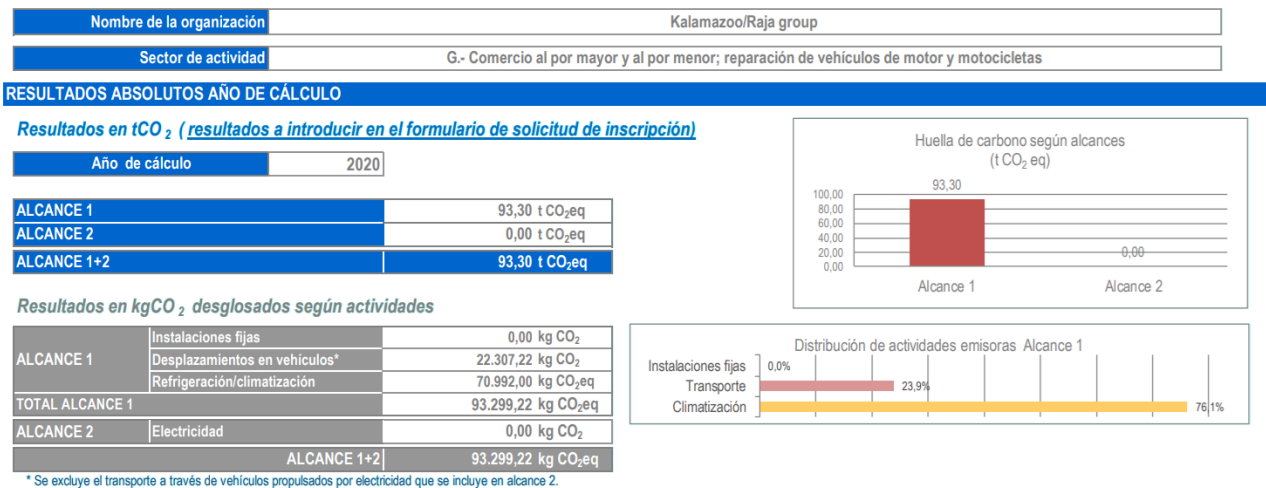 Nombre de la organización Kalamazoo/Raja group
Sector de actividad G.- Comercio al por mayor y al por menor; reparación de vehículos de motor y motocicletas
RESULTADOS ABSOLUTOS AÑO DE CÁLCULO
Resultados en tCO2 ( resultados a introducir en el formulario de solicitud de inscripción)
Año de cálculo 2020
ALCANCE 1 93,30 t CO2eq
ALCANCE 2 0,00 t CO2eq
ALCANCE 1+2 93,30 t CO2eq
Huella de carbono según alcances
(t CO2 eq)
93,30
100,00
80,00
60,00
40,00
20,00
0,00
0,00
Alcance 1 Alcance 2
Resultados en kgCO2 desglosados según actividades
ALCANCE 1
Instalaciones fijas 0,00 kg CO2
Desplazamientos en vehículos* 22.307,22 kg CO2
Refrigeración/climatización 70.992,00 kg CO2eq
TOTAL ALCANCE 1 93.299,22 kg CO2eq
ALCANCE 2 Electricidad 0,00 kg CO2
ALCANCE 1+2 93.299,22 kg CO2eq
Distribución de actividades emisoras Alcance 1
Instalaciones fijas 0,0%
Transporte 23,9%
Climatización 76,1%
* Se excluye el transporte a través de vehículos propulsados por electricidad que se incluye en alcance 2.